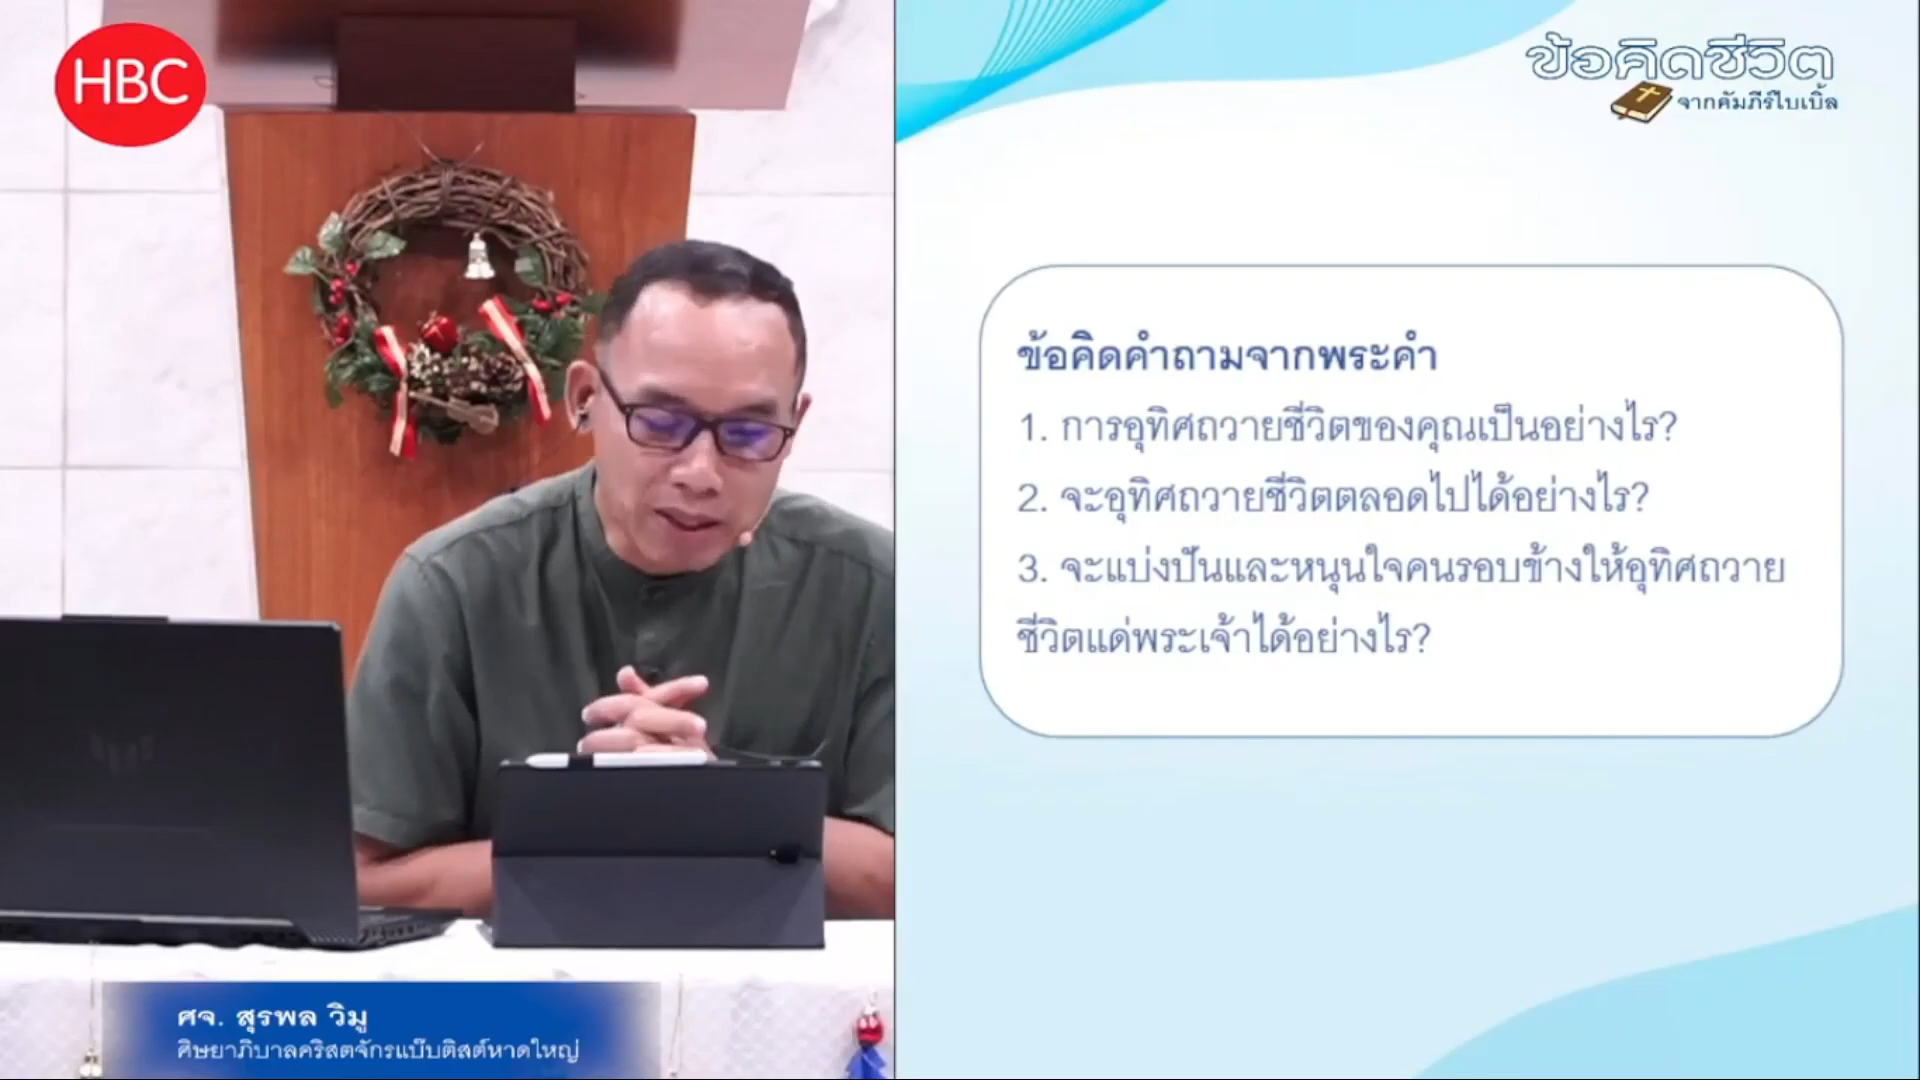 HBC
ข้อคิดชีวิต
จากคัมภีร์ไบเบิ้ล
ข้อคิดคำถามจากพระคำ
1. การอุทิศถวายชีวิตของคุณเป็นอย่างไร?
2. จะอุทิศถวายชีวิตตลอดไปได้อย่างไร?
3. จะแบ่งปันและหนุนใจคนรอบข้างให้อุทิศถวาย
ชีวิตแด่พระเจ้าได้อย่างไร?
ศจ. สุรพล วิมู
ศิษยาภิบาลคริสตจักรแบ๊บติสต์หาดใหญ่